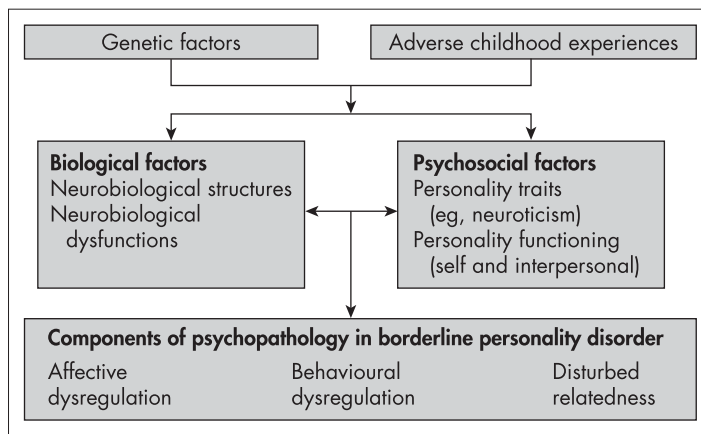 Genetic factors
Adverse childhood experiences
Biological factors
Neurobiological structures
Neurobiological
dysfunctions
Psychosocial factors
Personality traits
(eg, neuroticism)
Personality functioning
(self and interpersonal)
Components of psychopathology in borderline personality disorder
Affective
dysregulation
Behavioural
dysregulation
Disturbed
relatedness